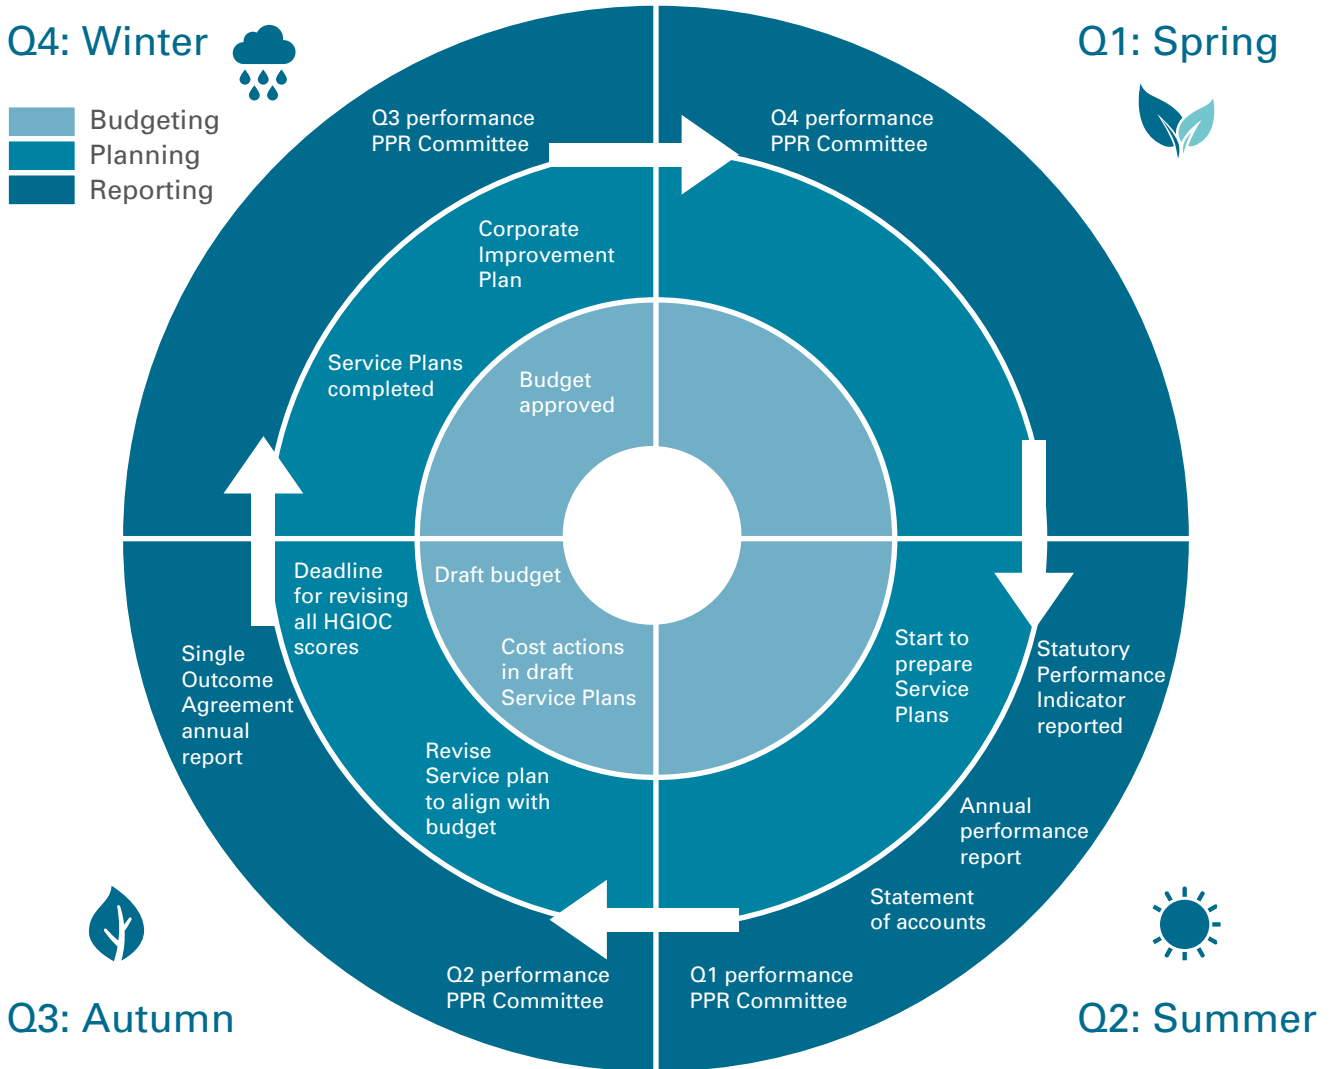 Q4: Winter
Q1: Spring
Budgeting
Planning
Reporting
Q3 performance
PPR Committee
Q4 performance
PPR Committee
Corporate
Improvement
Plan
Service Plans
completed
Budget
approved
Draft budget
Cost actions
in draft
Service Plans
Deadline
for revising
all HGIOC
scores
Single
Outcome
Agreement
annual
report
Revise
Service plan
to align with
budget
Start to
prepare
Service
Plans
Statutory
Performance
Indicator
reported
Annual
performance
report
Statement
of accounts
Q2 performance
PPR Committee
Q1 performance
PPR Committee
Q3: Autumn
Q2: Summer